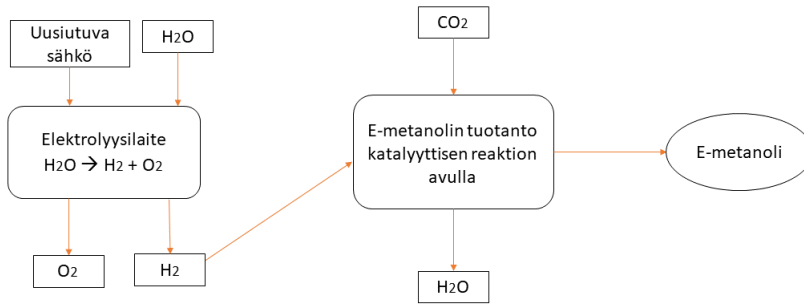 Uusiutuva
sähkö
H2O
Elektrolyysilaite
H2O → H2 + O2
O2
H2
CO2
E-metanolin tuotanto
katalyyttisen reaktion
avulla
H2O
E-metanoli